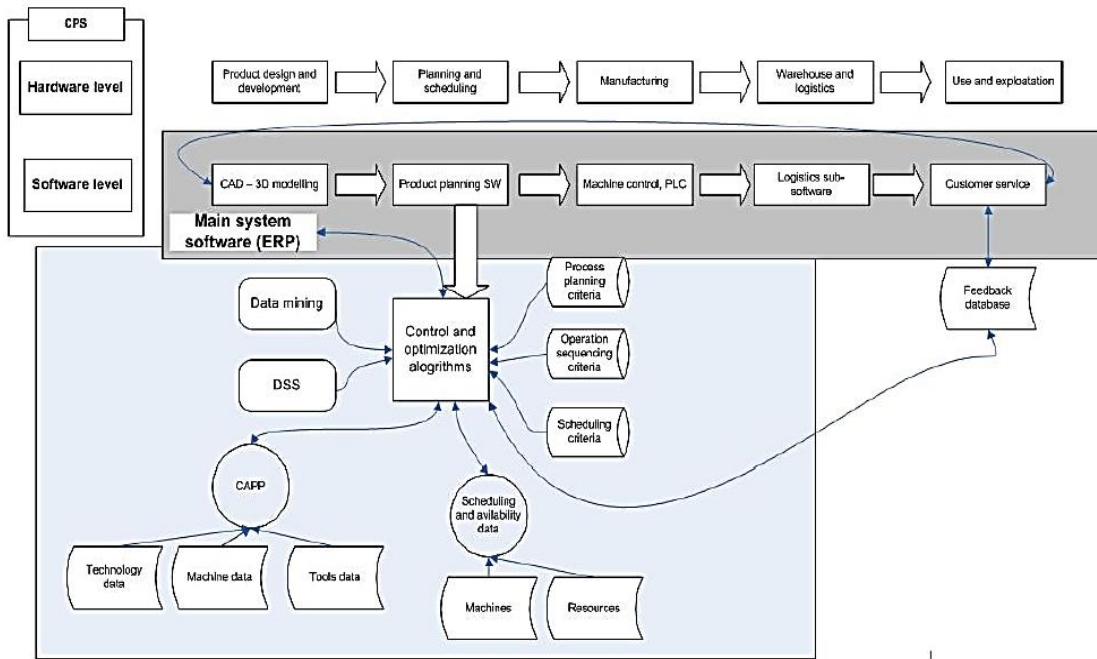 CPS
Hardware level
Software level
Product design and
development
Planning and
scheduling
Manufacturing
Warehouse and
logistics
Use and exploatation
CAD – 3D modelling
Product planning SW
Machine control, PLC
Logistics sub-
software
Customer service
Main system
software (ERP)
Data mining
DSS
Control and
optimization
alogrithms
Process
planning
criteria
Operation
sequencing
criteria
Scheduling
criteria
Feedback
database
CAPP
Scheduling
and avilability
data
Technology
data
Machine data
Tools data
Machines
Resources